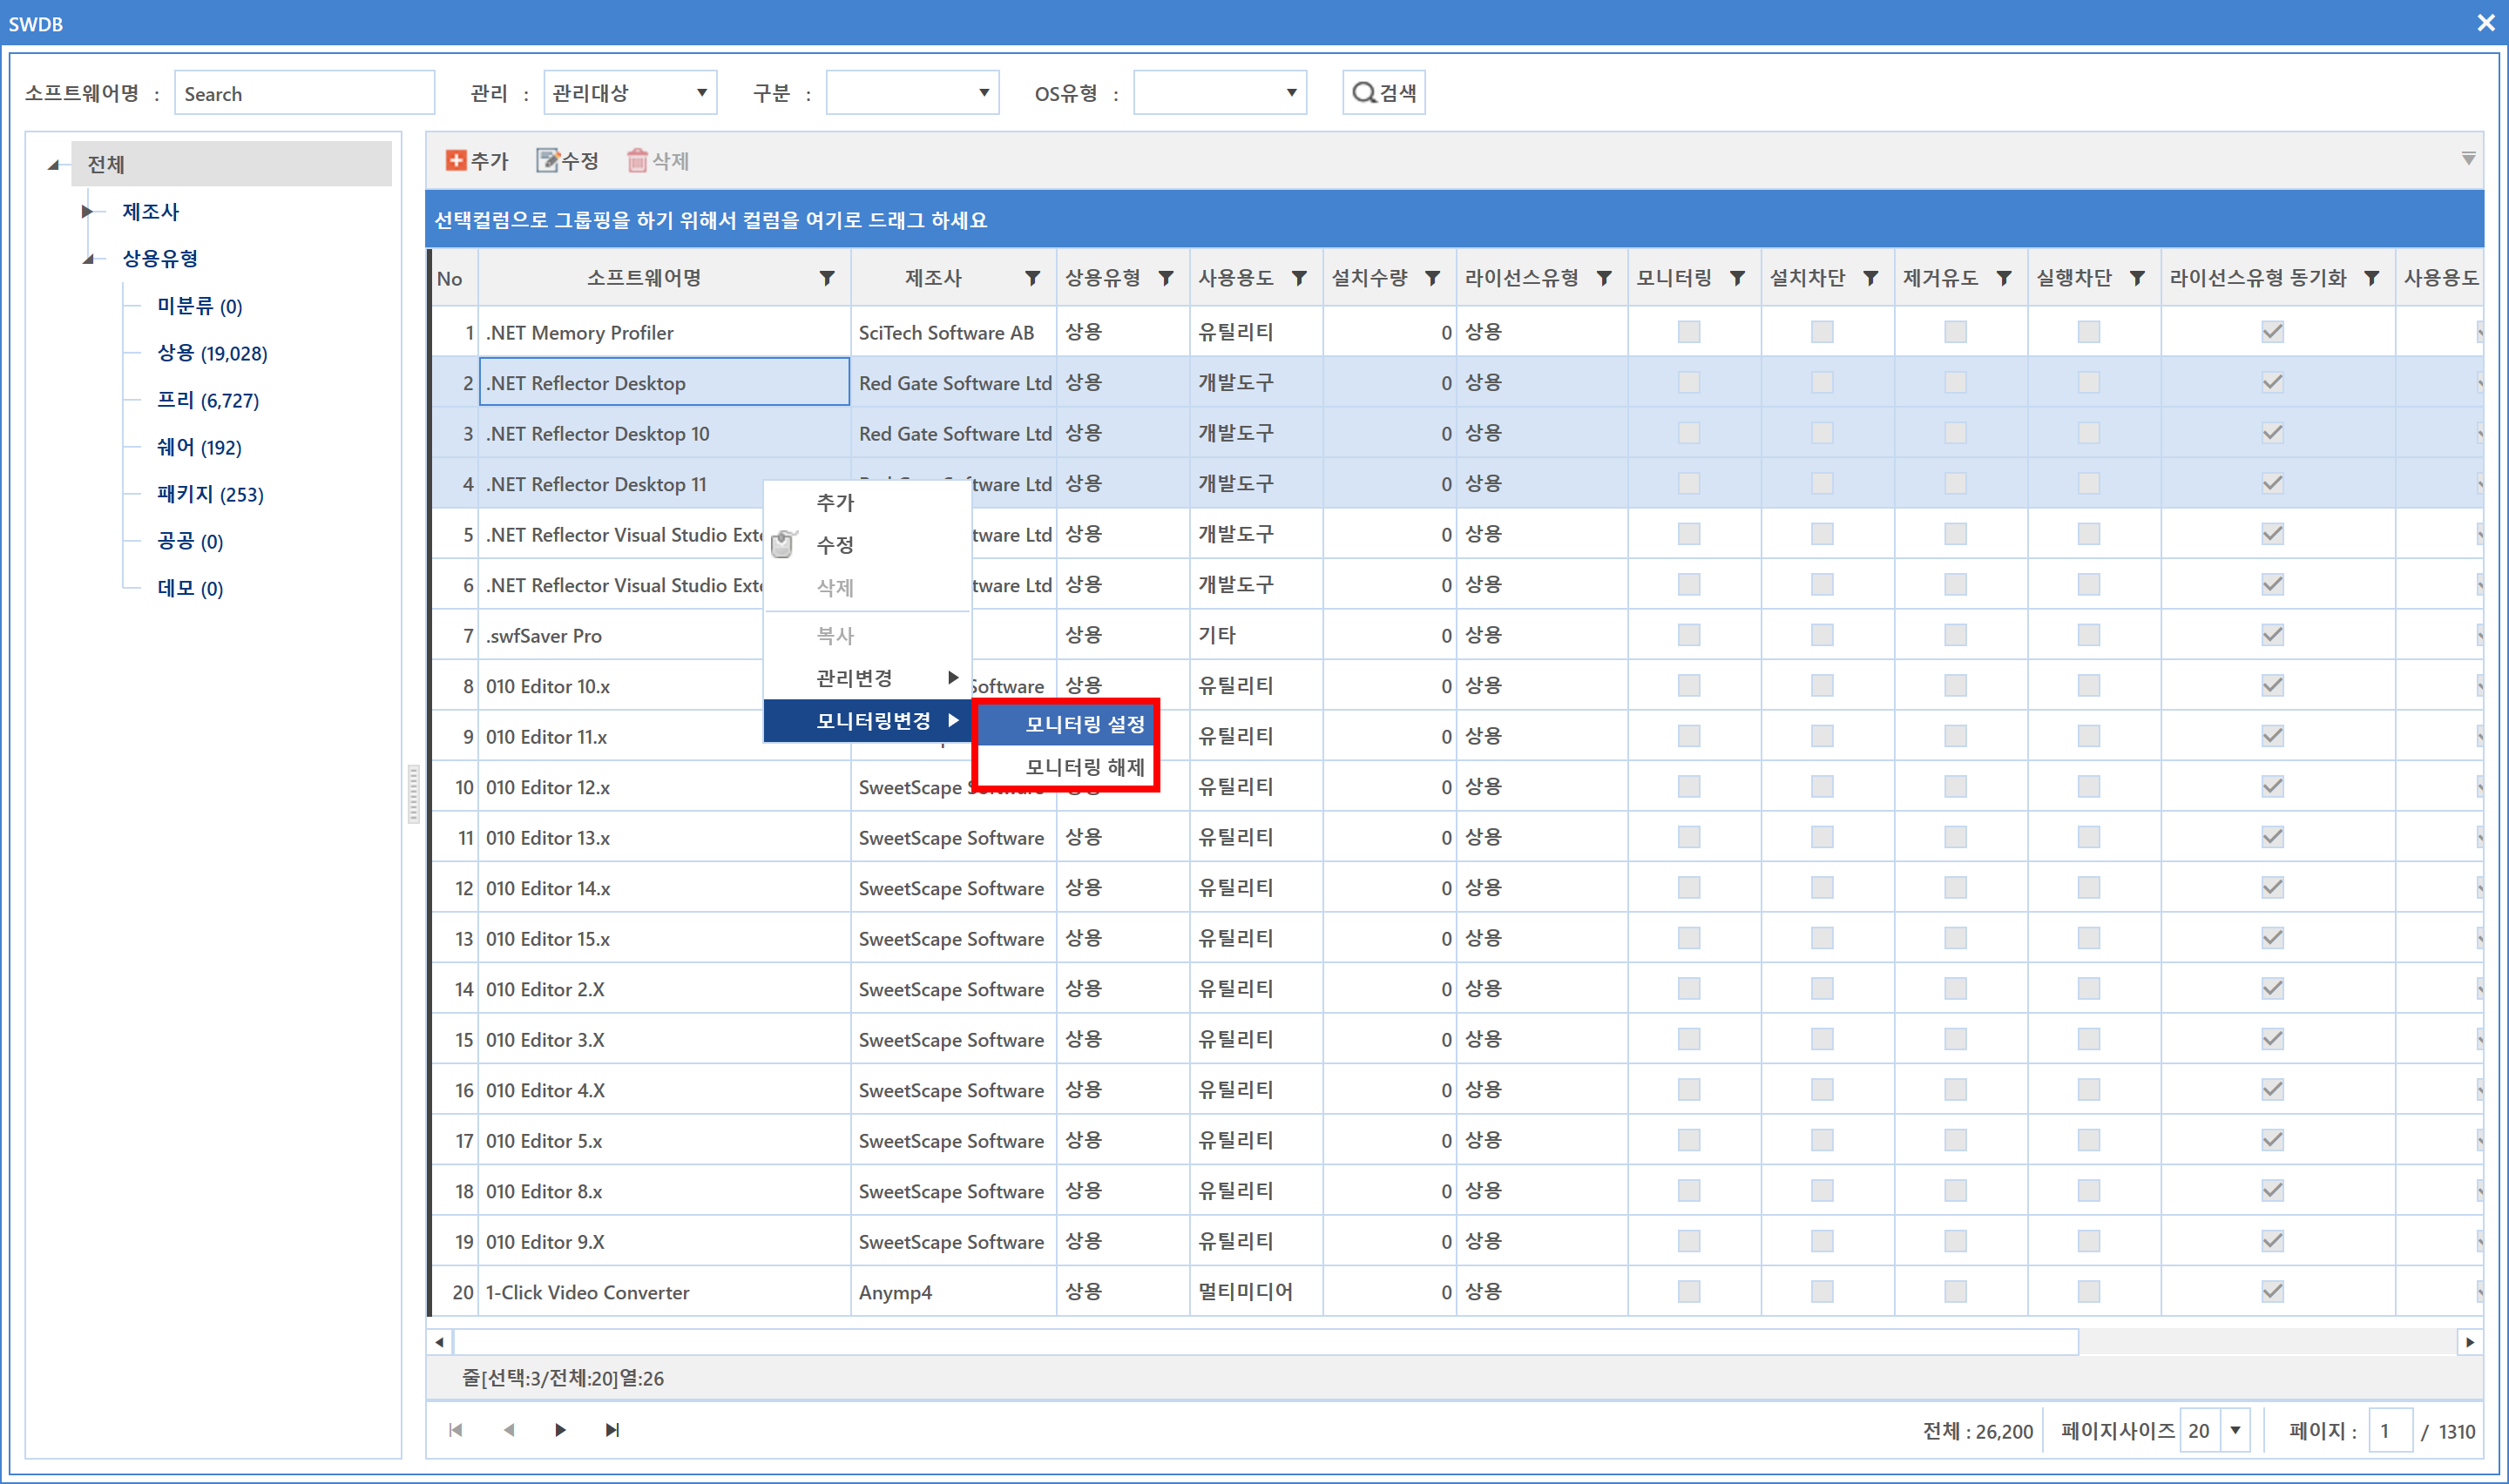 SWDB
소프트웨어명 : Search 관리 : 관리대상 구분 : OS유형 : 검색
전체
제조사
상용유형
미분류 (0)
상용 (19,028)
프리 (6,727)
쉐어 (192)
패키지 (253)
공공 (0)
데모 (0)
추가 수정 삭제
선택컬럼으로 그룹핑을 하기 위해서 컬럼을 여기로 드래그 하세요
No 소프트웨어명 제조사 상용유형 사용용도 설치수량 라이선스유형 모니터링 설치차단 제거유도 실행차단 라이선스유형 동기화 사용용도
1 .NET Memory Profiler SciTech Software AB 상용 유틸리티 0 상용
2 .NET Reflector Desktop Red Gate Software Ltd 상용 개발도구 0 상용
3 .NET Reflector Desktop 10 Red Gate Software Ltd 상용 개발도구 0 상용
4 .NET Reflector Desktop 11 Ltd 상용 개발도구 0 상용
5 .NET Reflector Visual Studio Ltd 상용 개발도구 0 상용
6 .NET Reflector Visual Studio Ltd 상용 개발도구 0 상용
7 .swfSaver Pro 상용 기타 0 상용
8 010 Editor 10.x Software 상용 유틸리티 0 상용
9 010 Editor 11.x 유틸리티 0 상용
10 010 Editor 12.x SweetScape 유틸리티 0 상용
11 010 Editor 13.x SweetScape Software 상용 유틸리티 0 상용
12 010 Editor 14.x SweetScape Software 상용 유틸리티 0 상용
13 010 Editor 15.x SweetScape Software 상용 유틸리티 0 상용
14 010 Editor 2.X SweetScape Software 상용 유틸리티 0 상용
15 010 Editor 3.X SweetScape Software 상용 유틸리티 0 상용
16 010 Editor 4.X SweetScape Software 상용 유틸리티 0 상용
17 010 Editor 5.x SweetScape Software 상용 유틸리티 0 상용
18 010 Editor 8.x SweetScape Software 상용 유틸리티 0 상용
19 010 Editor 9.X SweetScape Software 상용 유틸리티 0 상용
20 1-Click Video Converter Anymp4 상용 멀티미디어 0 상용
추가
수정
삭제
복사
관리변경
모니터링변경
모니터링 설정
모니터링 해제
줄[선택:3/전체:20]열:26
전체 : 26,200 페이지사이즈 20 페이지 : 1 / 1310